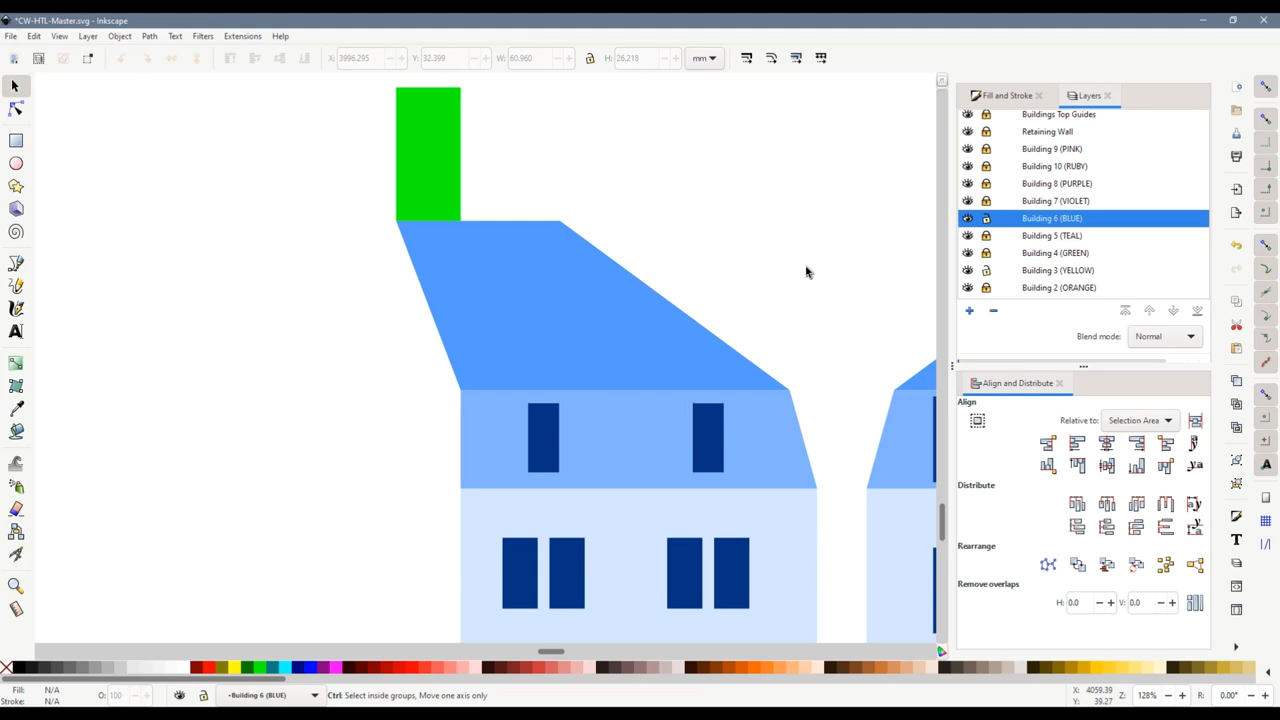 *CW-HTL-Master.svg - Inkscape
File Edit View Layer Object Path Text Filters Extensions Help
X: 3996.295 Y: 32.399 W: 60.960 H: 26.218 mm
Fill and Stroke Layers
Buildings Top Guides
Retaining Wall
Building 9 (PINK)
Building 10 (RUBY)
Building 8 (PURPLE)
Building 7 (VIOLET)
Building 6 (BLUE)
Building 5 (TEAL)
Building 4 (GREEN)
Building 3 (YELLOW)
Building 2 (ORANGE)
Blend mode: Normal
Align and Distribute
Align
Relative to: Selection Area
Distribute
Rearrange
Remove overlaps
H: 0.0 V: 0.0
Fill: N/A
Stroke: N/A
O: 100
•Building 6 (BLUE)
Ctrl: Select inside groups, Move one axis only
X: 4059.39
Y: 39.27
Z: 128%
R: 0.00°